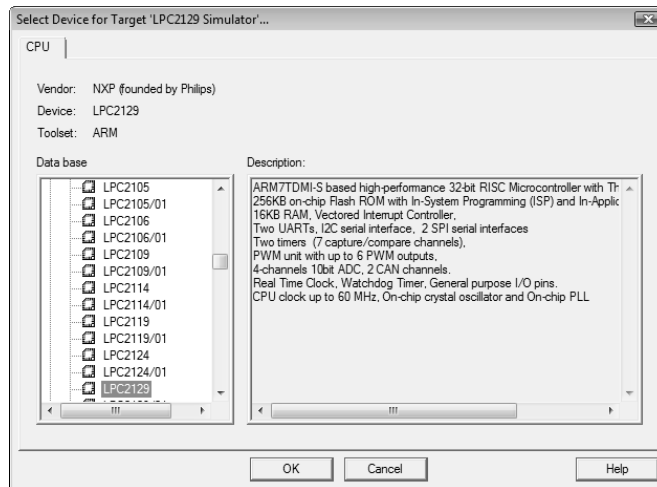 Select Device for Target 'LPC2129 Simulator'...
CPU
Vendor: NXP (founded by Philips)
Device: LPC2129
Toolset: ARM
Data base
Description:
LPC2105
LPC2105/01
LPC2106
LPC2106/01
LPC2109
LPC2109/01
LPC2114
LPC2114/01
LPC2119
LPC2119/01
LPC2124
LPC2124/01
LPC2129
ARM7TDMI-S based high-performance 32-bit RISC Microcontroller with Th
256KB on-chip Flash ROM with In-System Programming (ISP) and In-Applic
16KB RAM, Vectored Interrupt Controller,
Two UARTs, I2C serial interface, 2 SPI serial interfaces
Two timers (7 capture/compare channels),
PWM unit with up to 6 PWM outputs,
4-channels 10bit ADC, 2 CAN channels.
Real Time Clock, Watchdog Timer, General purpose I/O pins.
CPU clock up to 60 MHz, On-chip crystal oscillator and On-chip PLL
OK
Cancel
Help